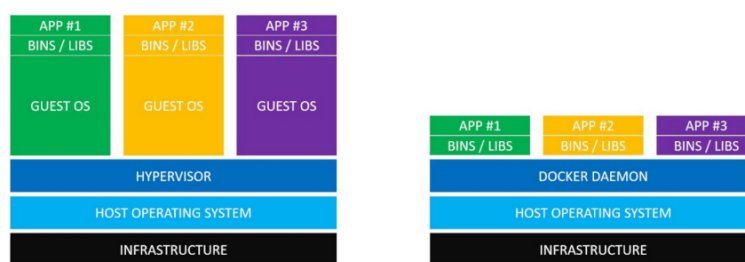 APP #1
BINS / LIBS
GUEST OS
APP #2
BINS / LIBS
GUEST OS
APP #3
BINS / LIBS
GUEST OS
HYPERVISOR
HOST OPERATING SYSTEM
INFRASTRUCTURE
APP #1
BINS / LIBS
APP #2
BINS / LIBS
APP #3
BINS / LIBS
DOCKER DAEMON
HOST OPERATING SYSTEM
INFRASTRUCTURE